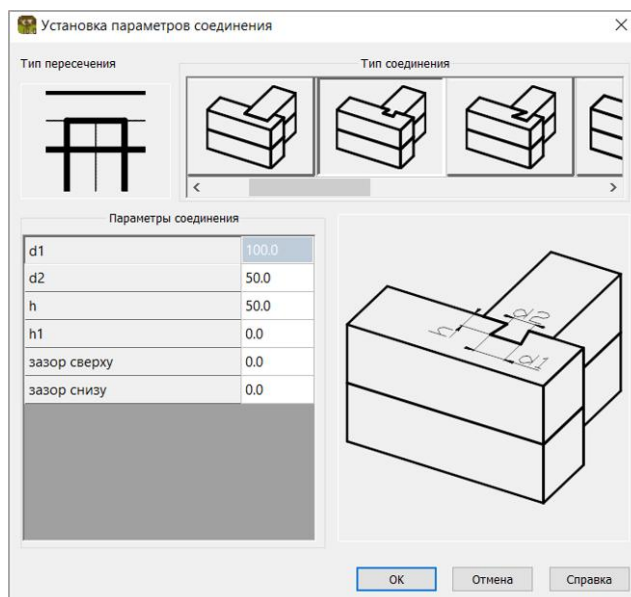 Установка параметров соединения
Тип пересечения
Тип соединения
Параметры соединения
d1 100.0
d2 50.0
h 50.0
h1 0.0
зазор сверху 0.0
зазор снизу 0.0
h d2
d1
ОК Отмена Справка